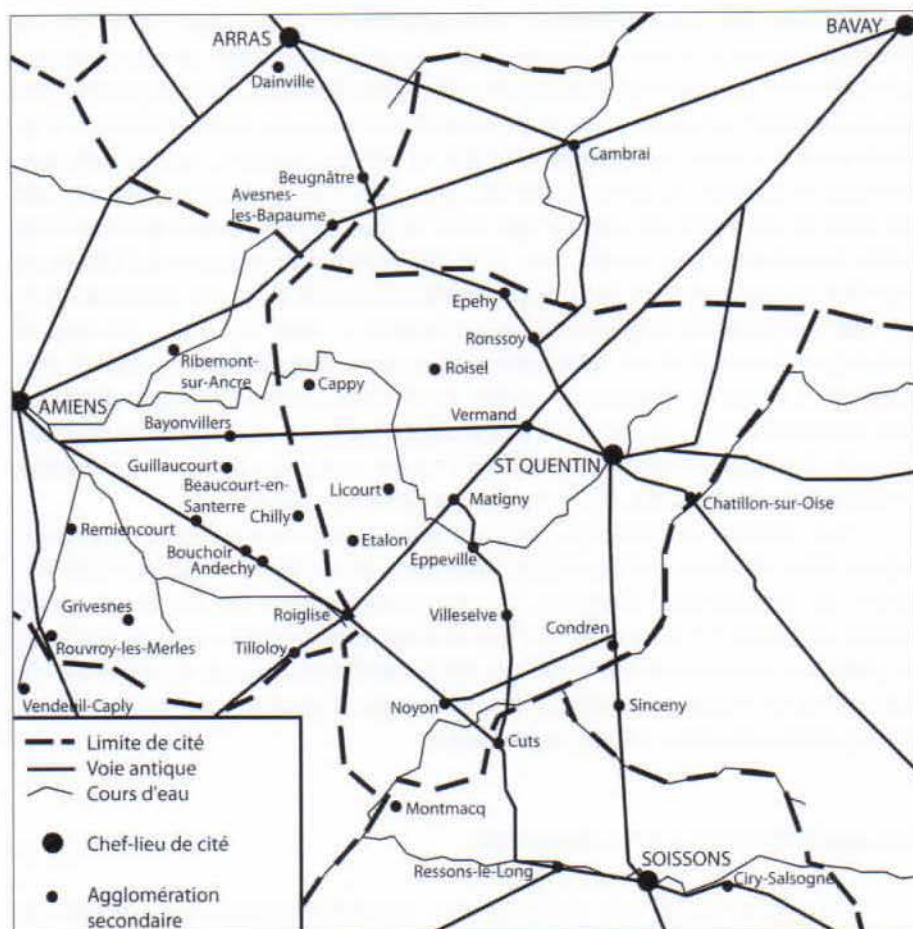 ARRAS
BAVAY
Dainville
Cambrai
Beugnâtre
Avesnes-
les-Bapaume
Epehy
Ronssoy
Ribemont-
sur-Ancre
Cappy
Roisel
AMIENS
Bayonvillers
Vermand
Guillaucourt
ST QUENTIN
Beaucourt-en-
Santerre
Licourt
Matigny
Chatillon-sur-Oise
Chilly
Remiencourt
Etalon
Bouchoir
Andechy
Eppeville
Roiglise
Villeselve
Grivesnes
Condren
Rouvroy-les-Merles
Tilloloy
Vendeuil-Caply
Noyon
Sinceny
Cuts
Montmacq
SOISSONS
Ressons-le-Long
Ciry-Salsogne
Limite de cité
Voie antique
Cours d'eau
Chef-lieu de cité
Agglomération
secondaire